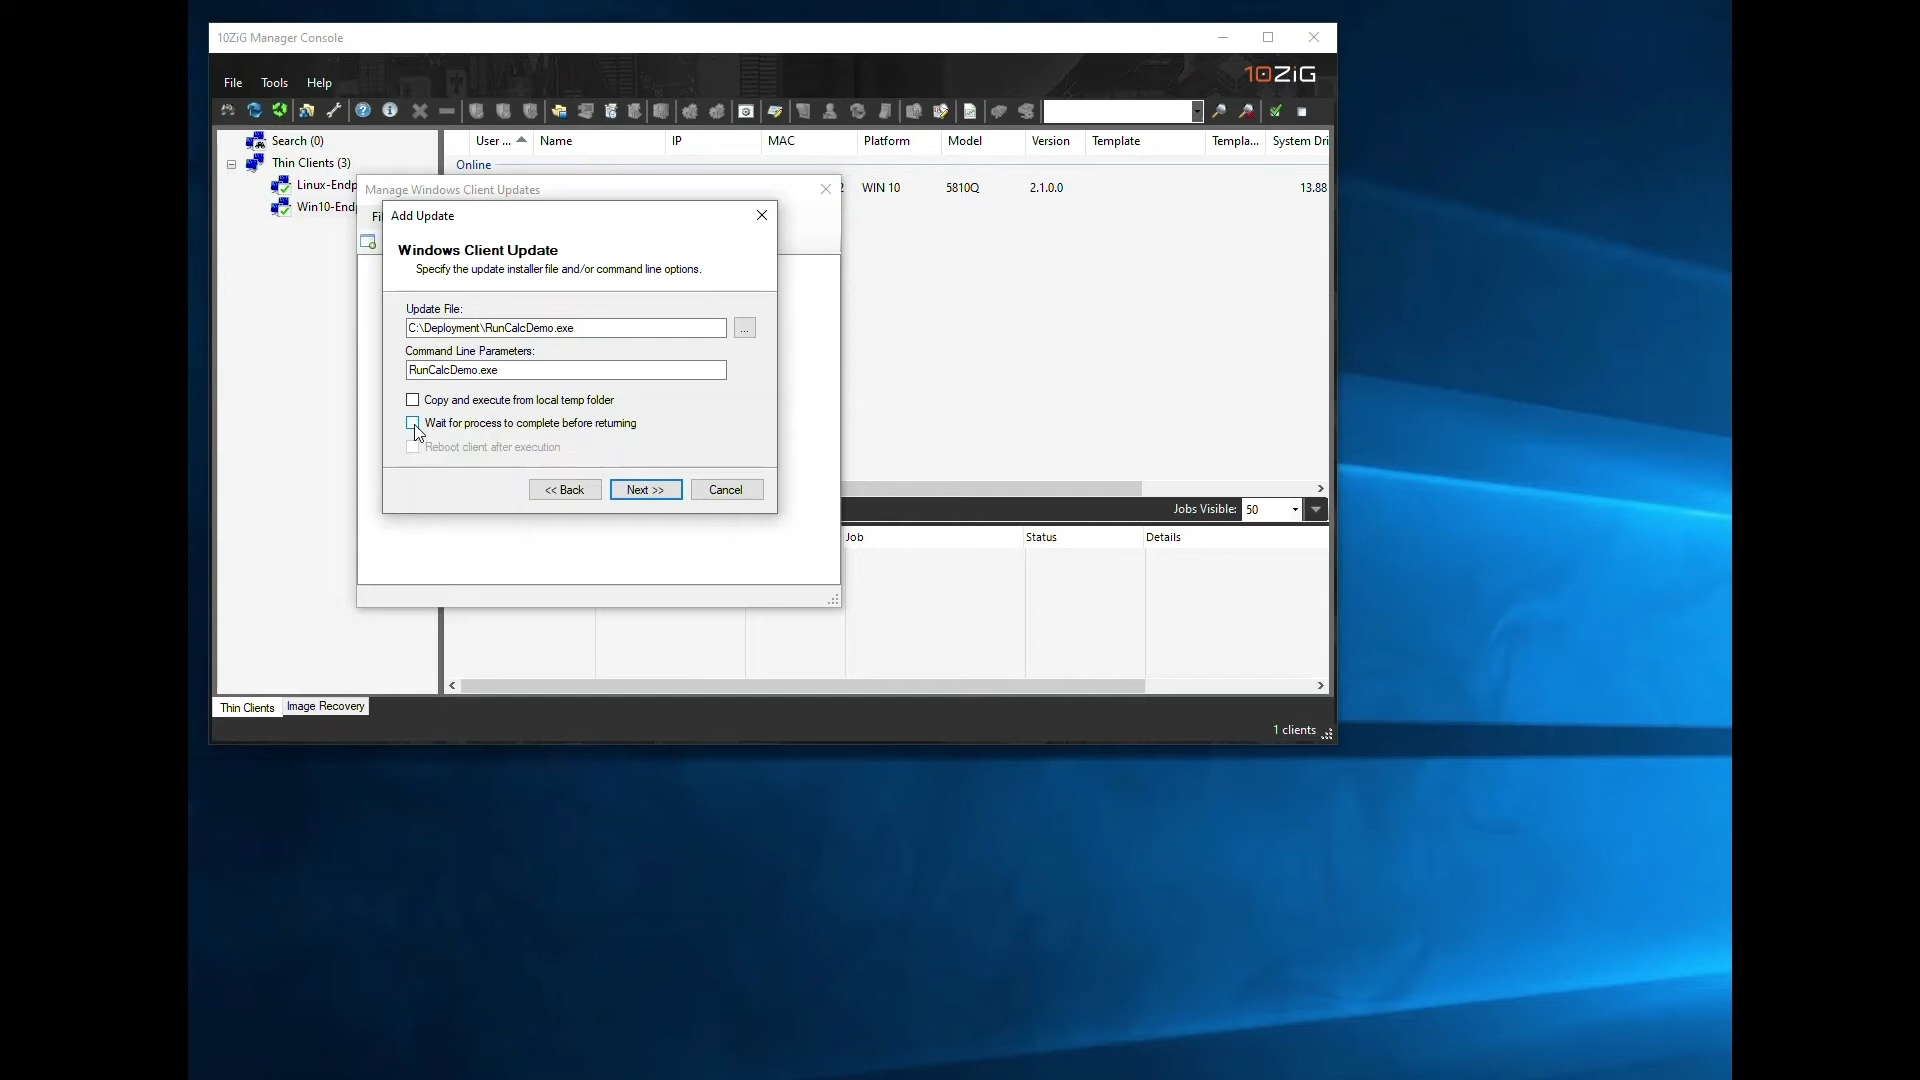 10ZiG Manager Console
10ZiG
File Tools Help
Search (0)
Thin Clients (3)
Linux-Endp
Win10-Endp
User ... Name IP MAC Platform Model Version Template Templa... System Dri
Online
2 WIN 10 5810Q 2.1.0.0 13.88
Manage Windows Client Updates
Fi
Add Update
Windows Client Update
Specify the update installer file and/or command line options.
Update File:
C:\Deployment\RunCalcDemo.exe
...
Command Line Parameters:
RunCalcDemo.exe
Copy and execute from local temp folder
Wait for process to complete before returning
Reboot client after execution
<< Back Next >> Cancel
Jobs Visible: 50
Job Status Details
Thin Clients Image Recovery
1 clients